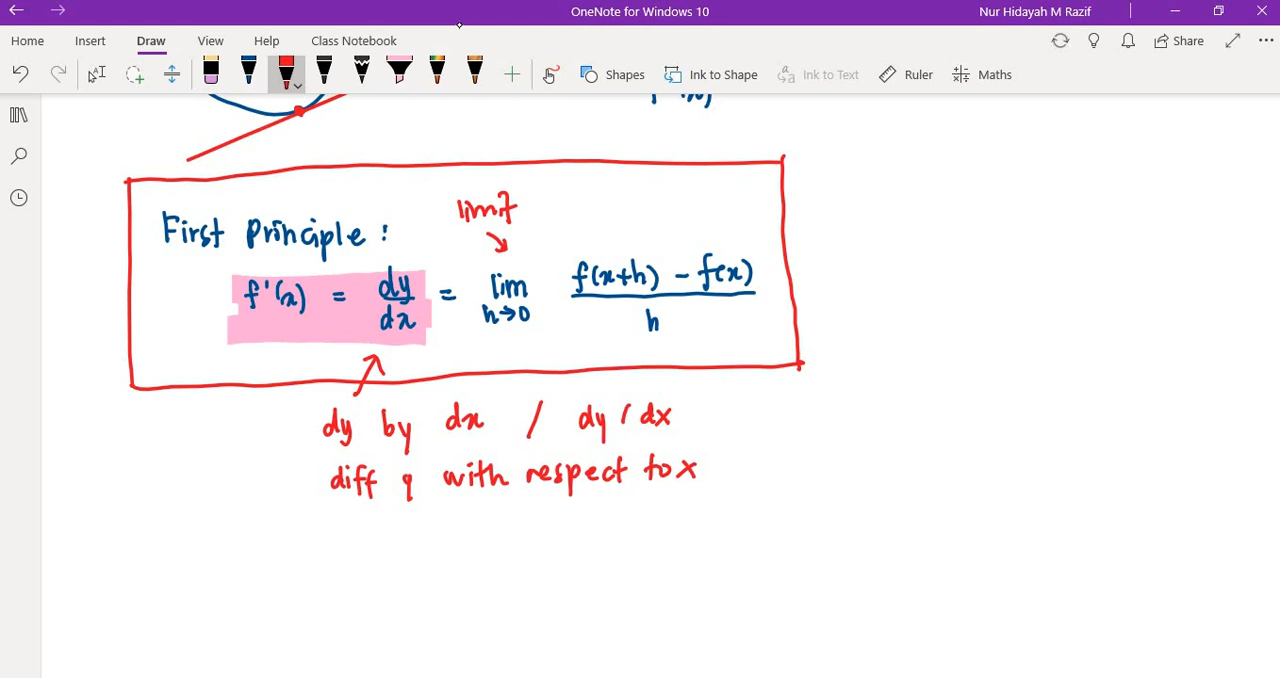 OneNote for Windows 10
Nur Hidayah M Razif
Home Insert Draw View Help Class Notebook
Share
Shapes Ink to Shape Ink to Text Ruler Maths
limit
First principle :
f'(x) = dy/dx = lim h→0 f(x+h) - f(x) / h
dy by dx / dy / dx
diff y with respect to x